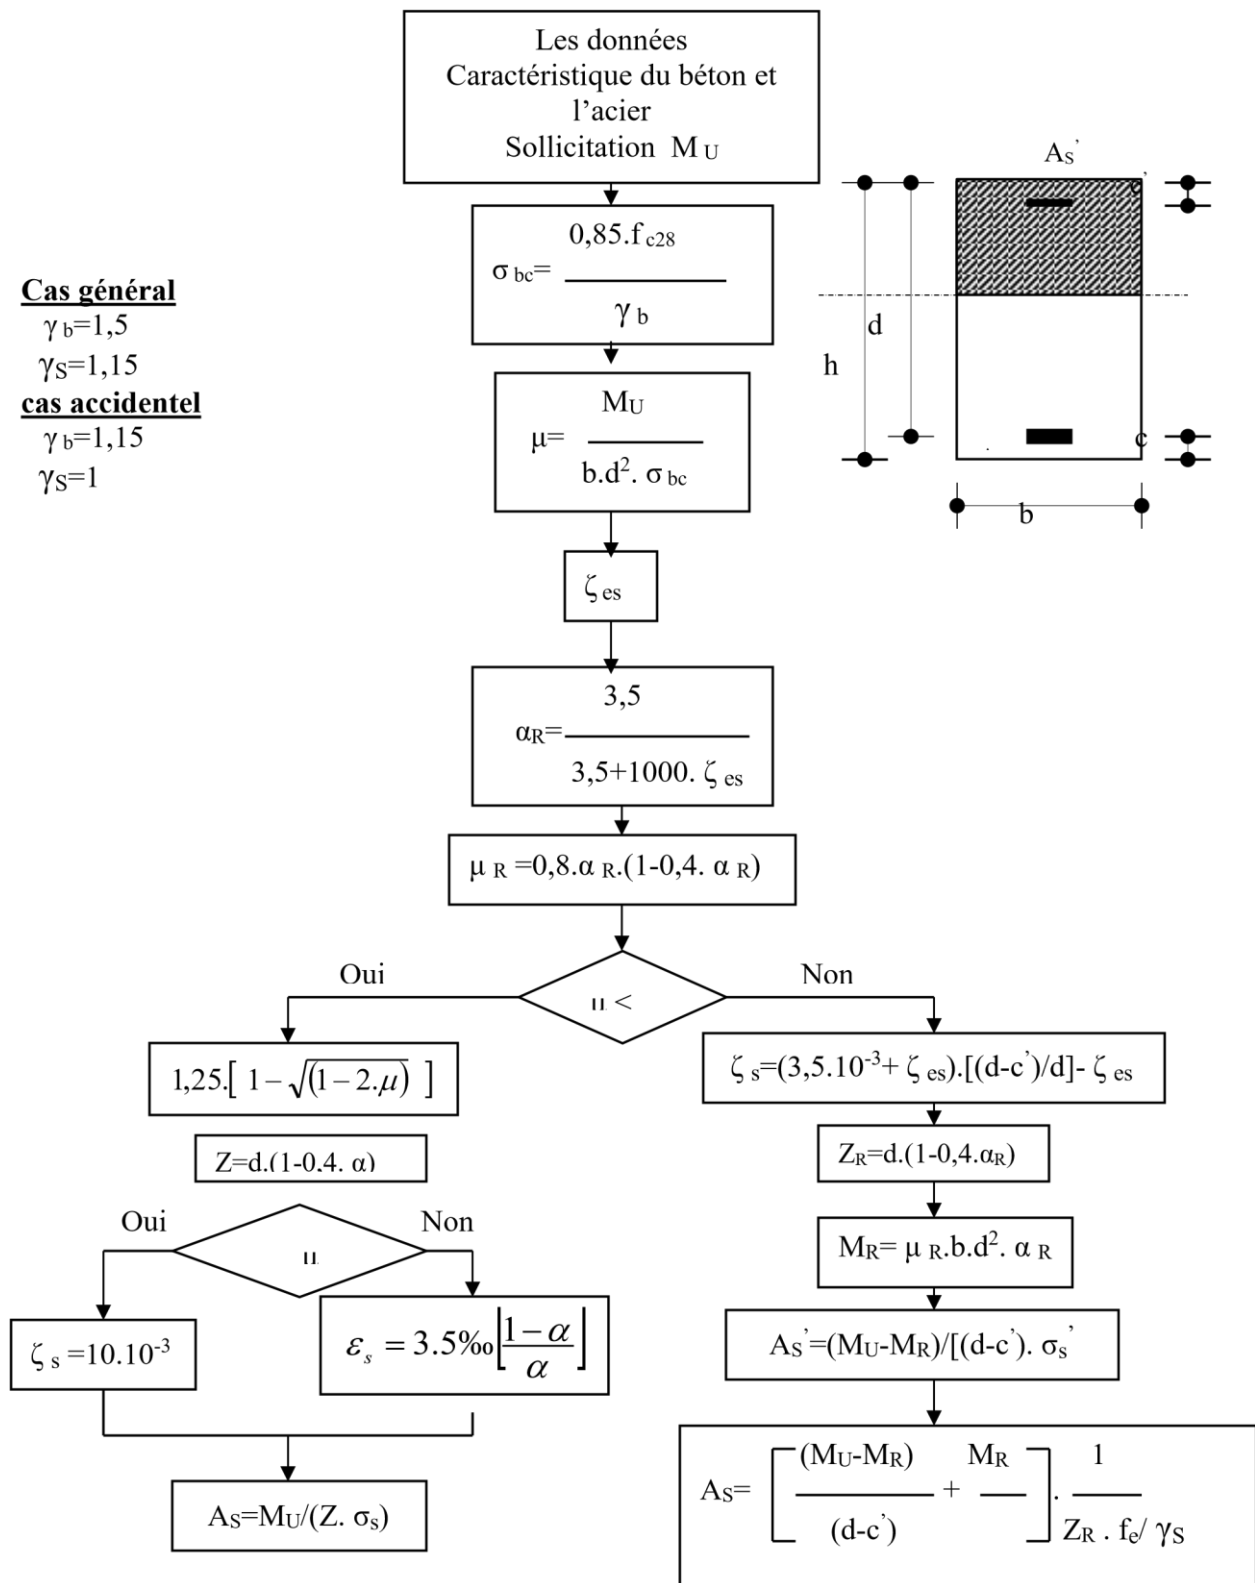 Les données
Caractéristique du béton et
l’acier
Sollicitation M U
Cas général
γ b=1,5
γS=1,15
cas accidentel
γ b=1,15
γS=1
σ bc= 0,85.f c28 / γ b
AS’
c’
d
h
c
b
μ= MU / b.d². σ bc
ζ es
αR= 3,5 / 3,5+1000. ζ es
μ R =0,8.α R.(1-0,4. α R)
Oui
μ <
Non
1,25.[ 1−√(1−2.μ) ]
Z=d.(1-0,4. α)
Oui
μ
Non
ζ s =10.10⁻³
εs = 3.5‰[1−α / α]
AS=MU/(Z. σs)
ζ s=(3,5.10⁻³+ ζ es).[(d-c’)/d]- ζ es
ZR=d.(1-0,4.αR)
MR= μ R.b.d². α R
AS’=(MU-MR)/[(d-c’). σs’
AS= [ (MU-MR) / (d-c’) + MR / ZR ] . 1 / . fe/ γS